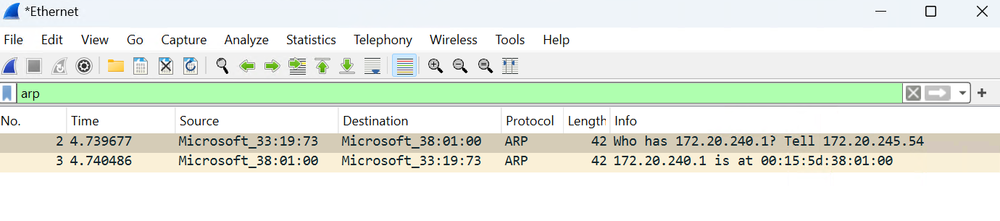 *Ethernet
File Edit View Go Capture Analyze Statistics Telephony Wireless Tools Help
arp
No. Time Source Destination Protocol Length Info
2 4.739677 Microsoft_33:19:73 Microsoft_38:01:00 ARP 42 Who has 172.20.240.1? Tell 172.20.245.54
3 4.740486 Microsoft_38:01:00 Microsoft_33:19:73 ARP 42 172.20.240.1 is at 00:15:5d:38:01:00